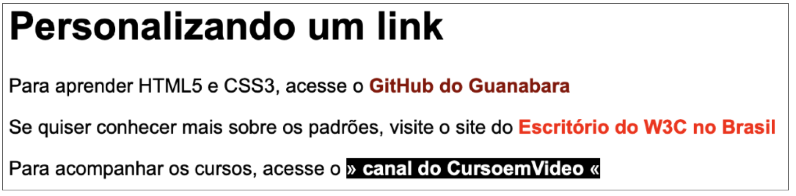 Personalizando um link
Para aprender HTML5 e CSS3, acesse o GitHub do Guanabara
Se quiser conhecer mais sobre os padrões, visite o site do Escritório do W3C no Brasil
Para acompanhar os cursos, acesse o » canal do CursoemVideo «